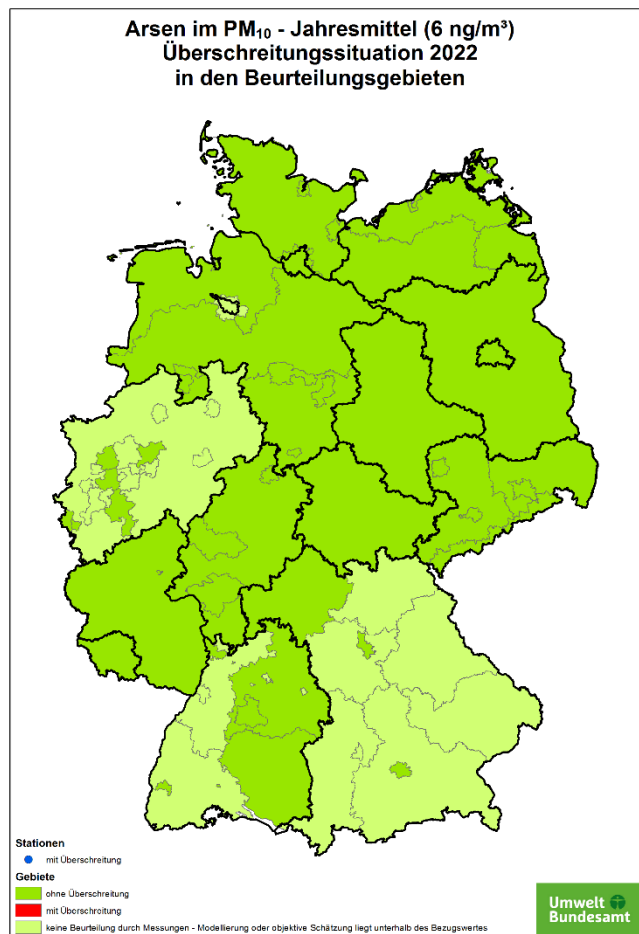 Arsen im PM₁₀ - Jahresmittel (6 ng/m³)
Überschreitungssituation 2022
in den Beurteilungsgebieten
Stationen
mit Überschreitung
Gebiete
ohne Überschreitung
mit Überschreitung
keine Beurteilung durch Messungen - Modellierung oder objektive Schätzung liegt unterhalb des Bezugswertes
Umwelt
Bundesamt